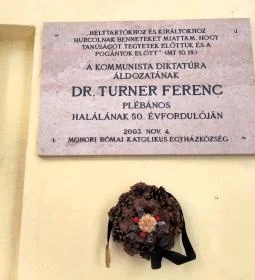 „HELYTARTÓKHOZ ÉS KIRÁLYOKHOZ
HURCOLNAK BENNETEKET MIATTAM, HOGY
TANÚSÁGOT TEGYETEK ELŐTTÜK ÉS A
POGÁNYOK ELŐTT" (MT 10,18.)
A KOMMUNISTA DIKTATÚRA
ÁLDOZATÁNAK
DR. TURNER FERENC
PLÉBÁNOS
HALÁLÁNAK 50. ÉVFORDULÓJÁN
2003. NOV. 4.
MONORI RÓMAI KATOLIKUS EGYHÁZKÖZSÉG